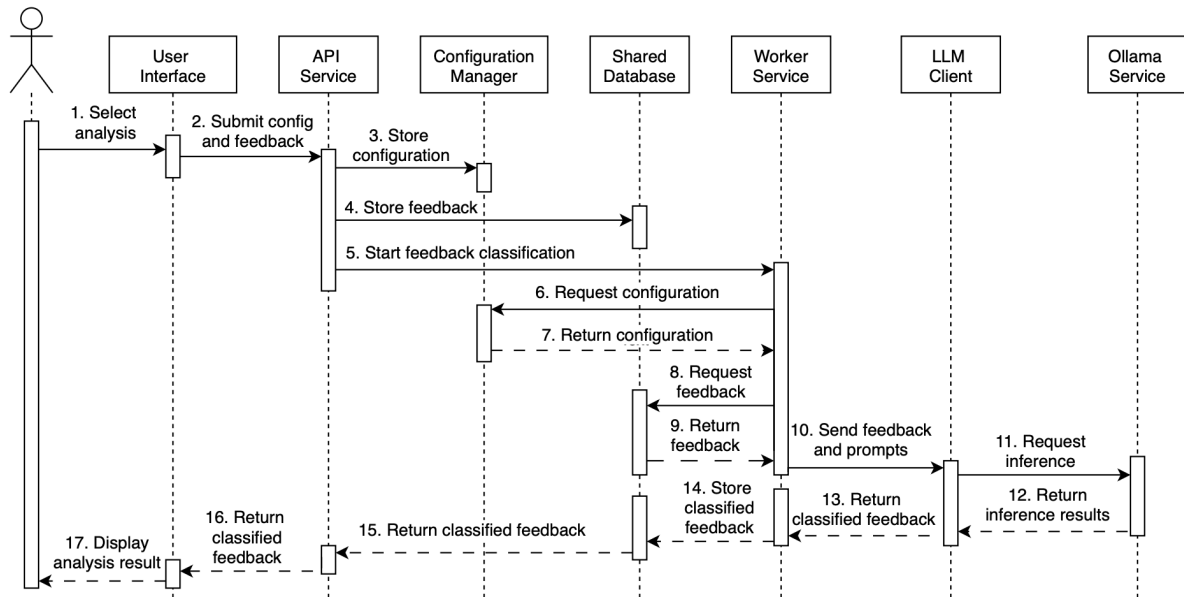 User
Interface
API
Service
Configuration
Manager
Shared
Database
Worker
Service
LLM
Client
Ollama
Service
1. Select
analysis
2. Submit config
and feedback
3. Store
configuration
4. Store feedback
5. Start feedback classification
6. Request configuration
7. Return configuration
8. Request
feedback
9. Return
feedback
10. Send feedback
and prompts
11. Request
inference
12. Return
inference results
13. Return
classified feedback
14. Store
classified
feedback
15. Return classified feedback
16. Return
classified
feedback
17. Display
analysis result